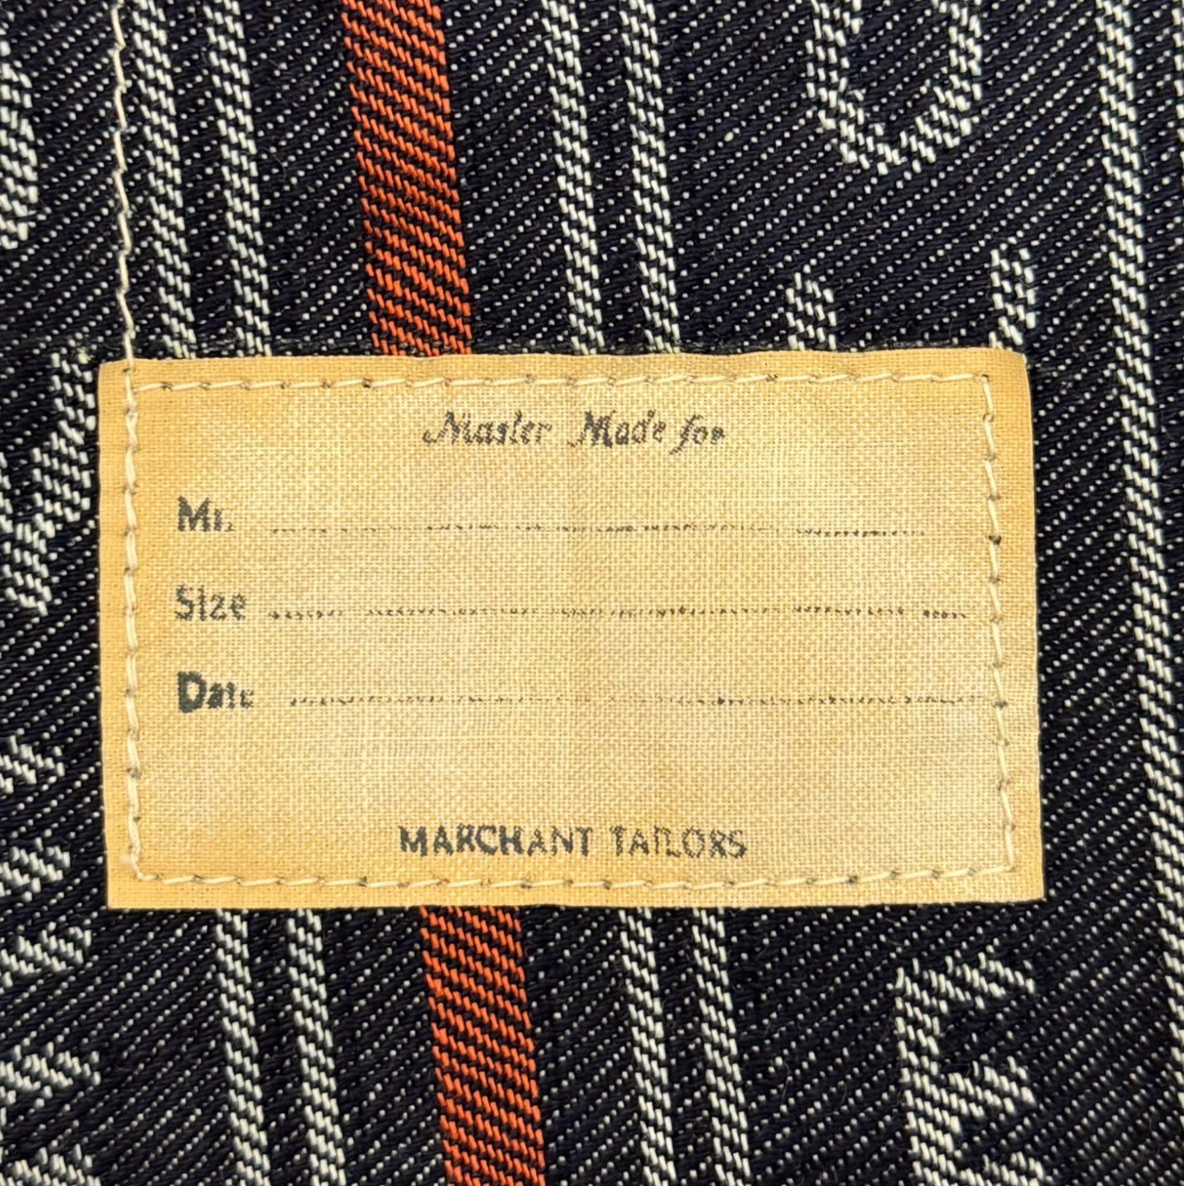 Master Made for
Mr.
Size
Date
MARCHANT TAILORS